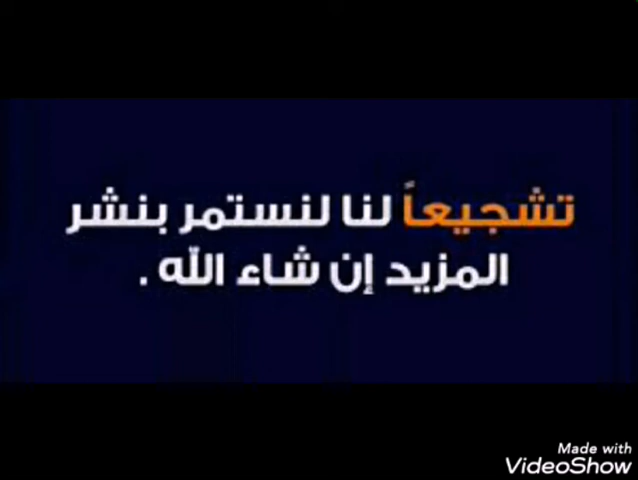 تشجيعاً لنا لنستمر بنشر
المزيد إن شاء الله .
Made with
VideoShow